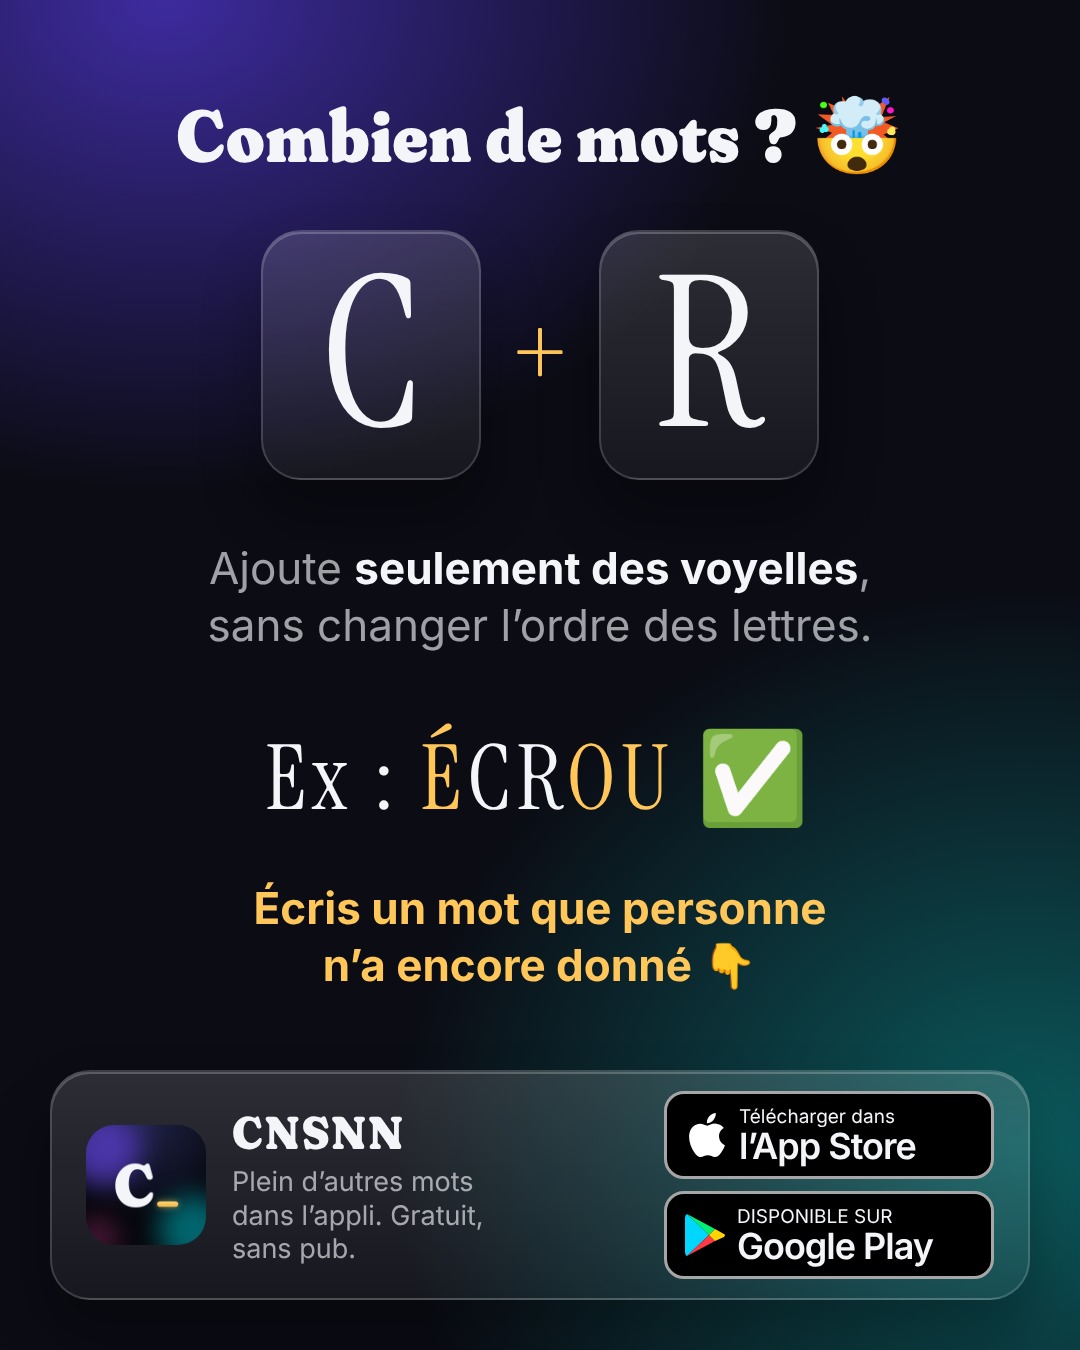 Combien de mots ? 🤯
C + R
Ajoute seulement des voyelles,
sans changer l’ordre des lettres.
Ex : ÉCROU ✅
Écris un mot que personne
n’a encore donné 👇
C_
CNSNN
Plein d’autres mots
dans l’appli. Gratuit,
sans pub.
Télécharger dans
l’App Store
DISPONIBLE SUR
Google Play